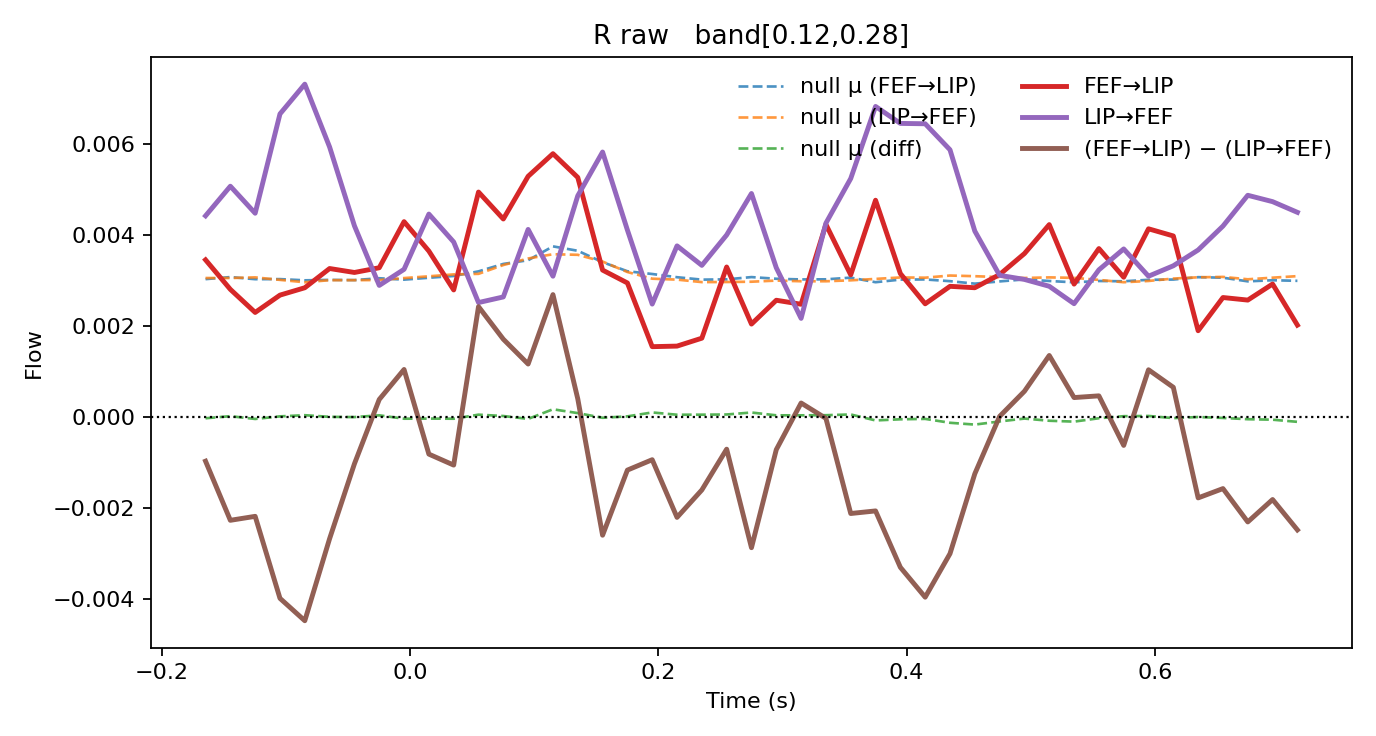 R raw   band[0.12,0.28]
null μ (FEF→LIP)
null μ (LIP→FEF)
null μ (diff)
FEF→LIP
LIP→FEF
(FEF→LIP) − (LIP→FEF)
Flow
0.006
0.004
0.002
0.000
−0.002
−0.004
−0.2
0.0
0.2
0.4
0.6
Time (s)